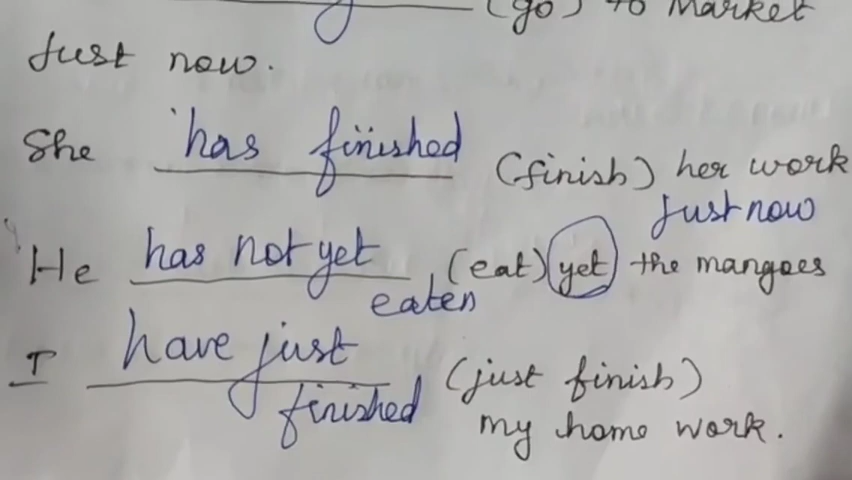 (go) to Market
Just now.
She has finished (finish) her work
Just now
He has not yet eaten (eat) yet the mangoes
I have just finished (just finish)
my home work.